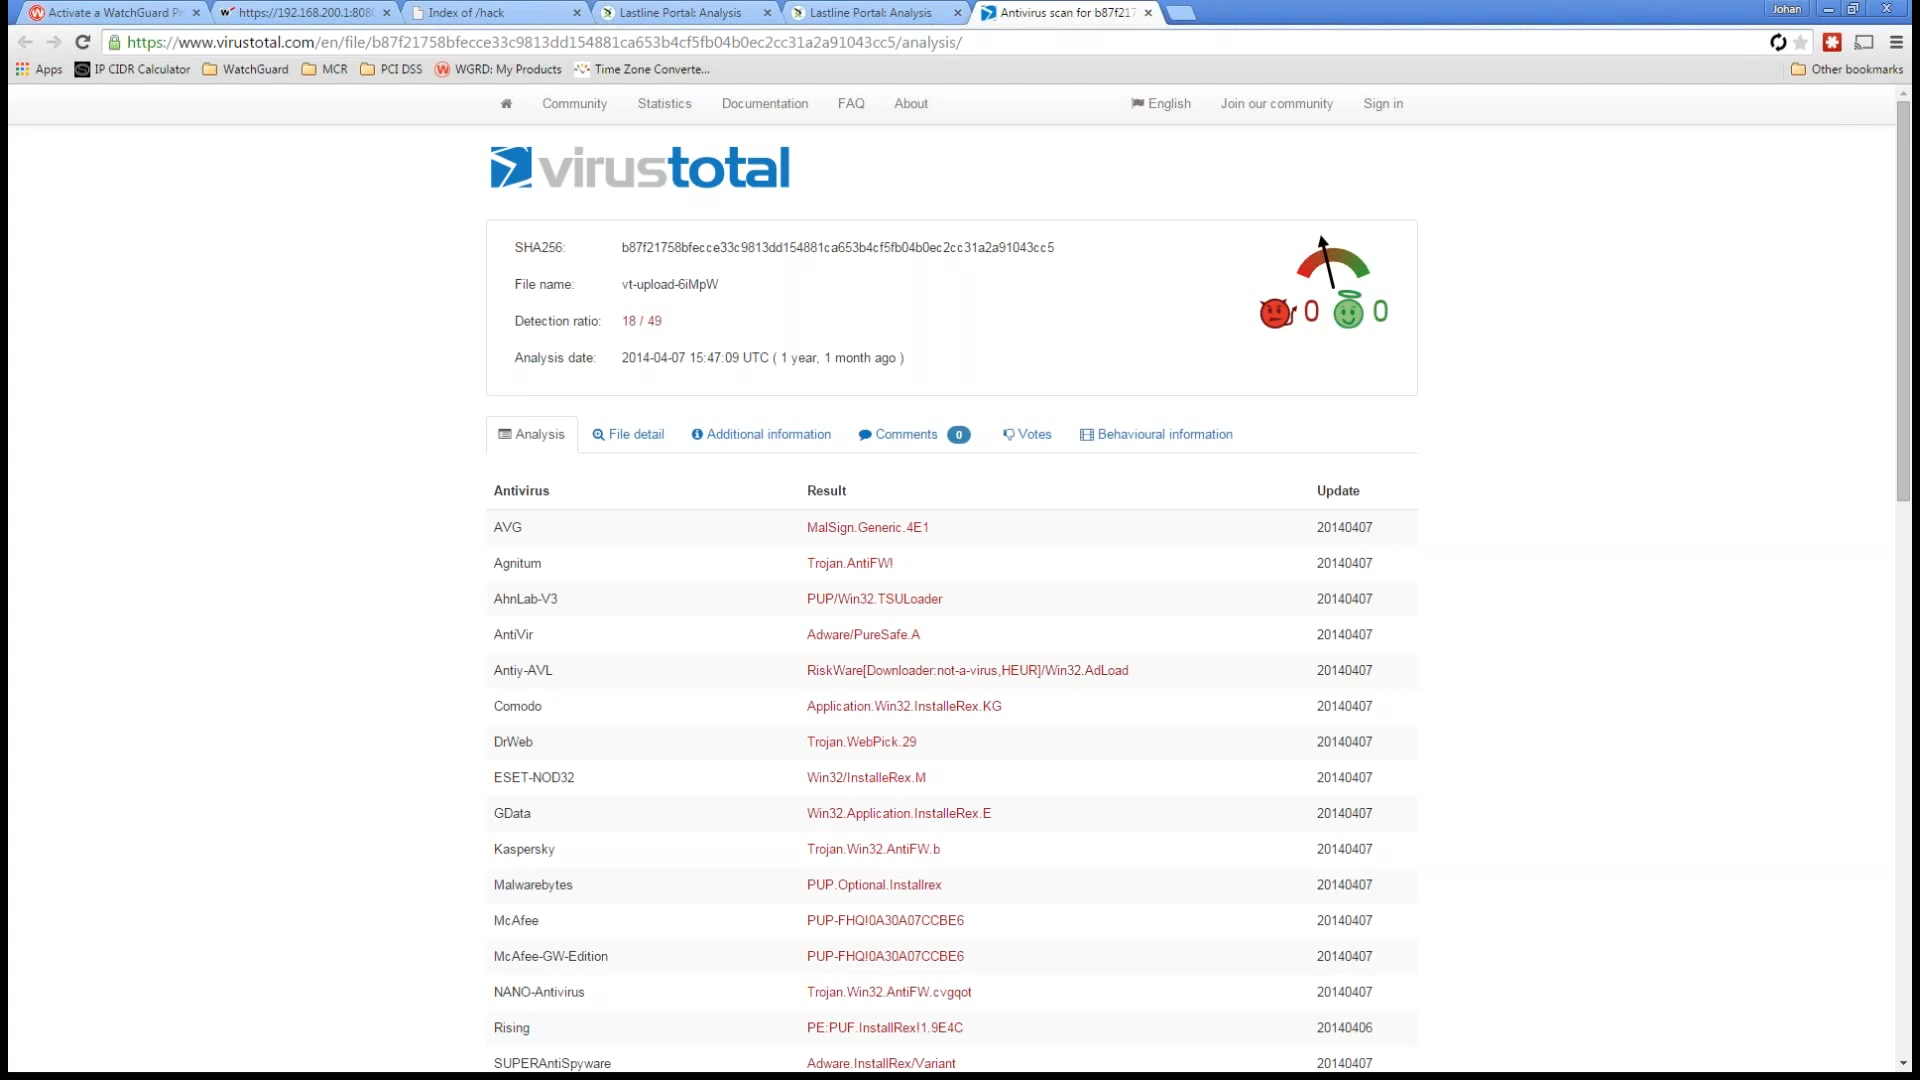 Activate a WatchGuard Pr
https://192.168.200.1:808
Index of /hack
Lastline Portal: Analysis
Lastline Portal: Analysis
Antivirus scan for b87f217
Johan
https://www.virustotal.com/en/file/b87f21758bfecce33c9813dd154881ca653b4cf5fb04b0ec2cc31a2a91043cc5/analysis/
Apps IP CIDR Calculator WatchGuard MCR PCI DSS WGRD: My Products Time Zone Converte... Other bookmarks
Community Statistics Documentation FAQ About English Join our community Sign in
virustotal
SHA256: b87f21758bfecce33c9813dd154881ca653b4cf5fb04b0ec2cc31a2a91043cc5
File name: vt-upload-6iMpW
Detection ratio: 18 / 49
0 0
Analysis date: 2014-04-07 15:47:09 UTC ( 1 year, 1 month ago )
Analysis File detail Additional information Comments 0 Votes Behavioural information
Antivirus Result Update
AVG MalSign.Generic.4E1 20140407
Agnitum Trojan.AntiFW! 20140407
AhnLab-V3 PUP/Win32.TSULoader 20140407
AntiVir Adware/PureSafe.A 20140407
Antiy-AVL RiskWare[Downloader:not-a-virus,HEUR]/Win32.AdLoad 20140407
Comodo Application.Win32.InstalleRex.KG 20140407
DrWeb Trojan.WebPick.29 20140407
ESET-NOD32 Win32/InstalleRex.M 20140407
GData Win32.Application.InstalleRex.E 20140407
Kaspersky Trojan.Win32.AntiFW.b 20140407
Malwarebytes PUP.Optional.Installrex 20140407
McAfee PUP-FHQ!0A30A07CCBE6 20140407
McAfee-GW-Edition PUP-FHQ!0A30A07CCBE6 20140407
NANO-Antivirus Trojan.Win32.AntiFW.cvgqot 20140407
Rising PE:PUF.InstallRex!1.9E4C 20140406
SUPERAntiSpyware Adware.InstallRex/Variant 20140407